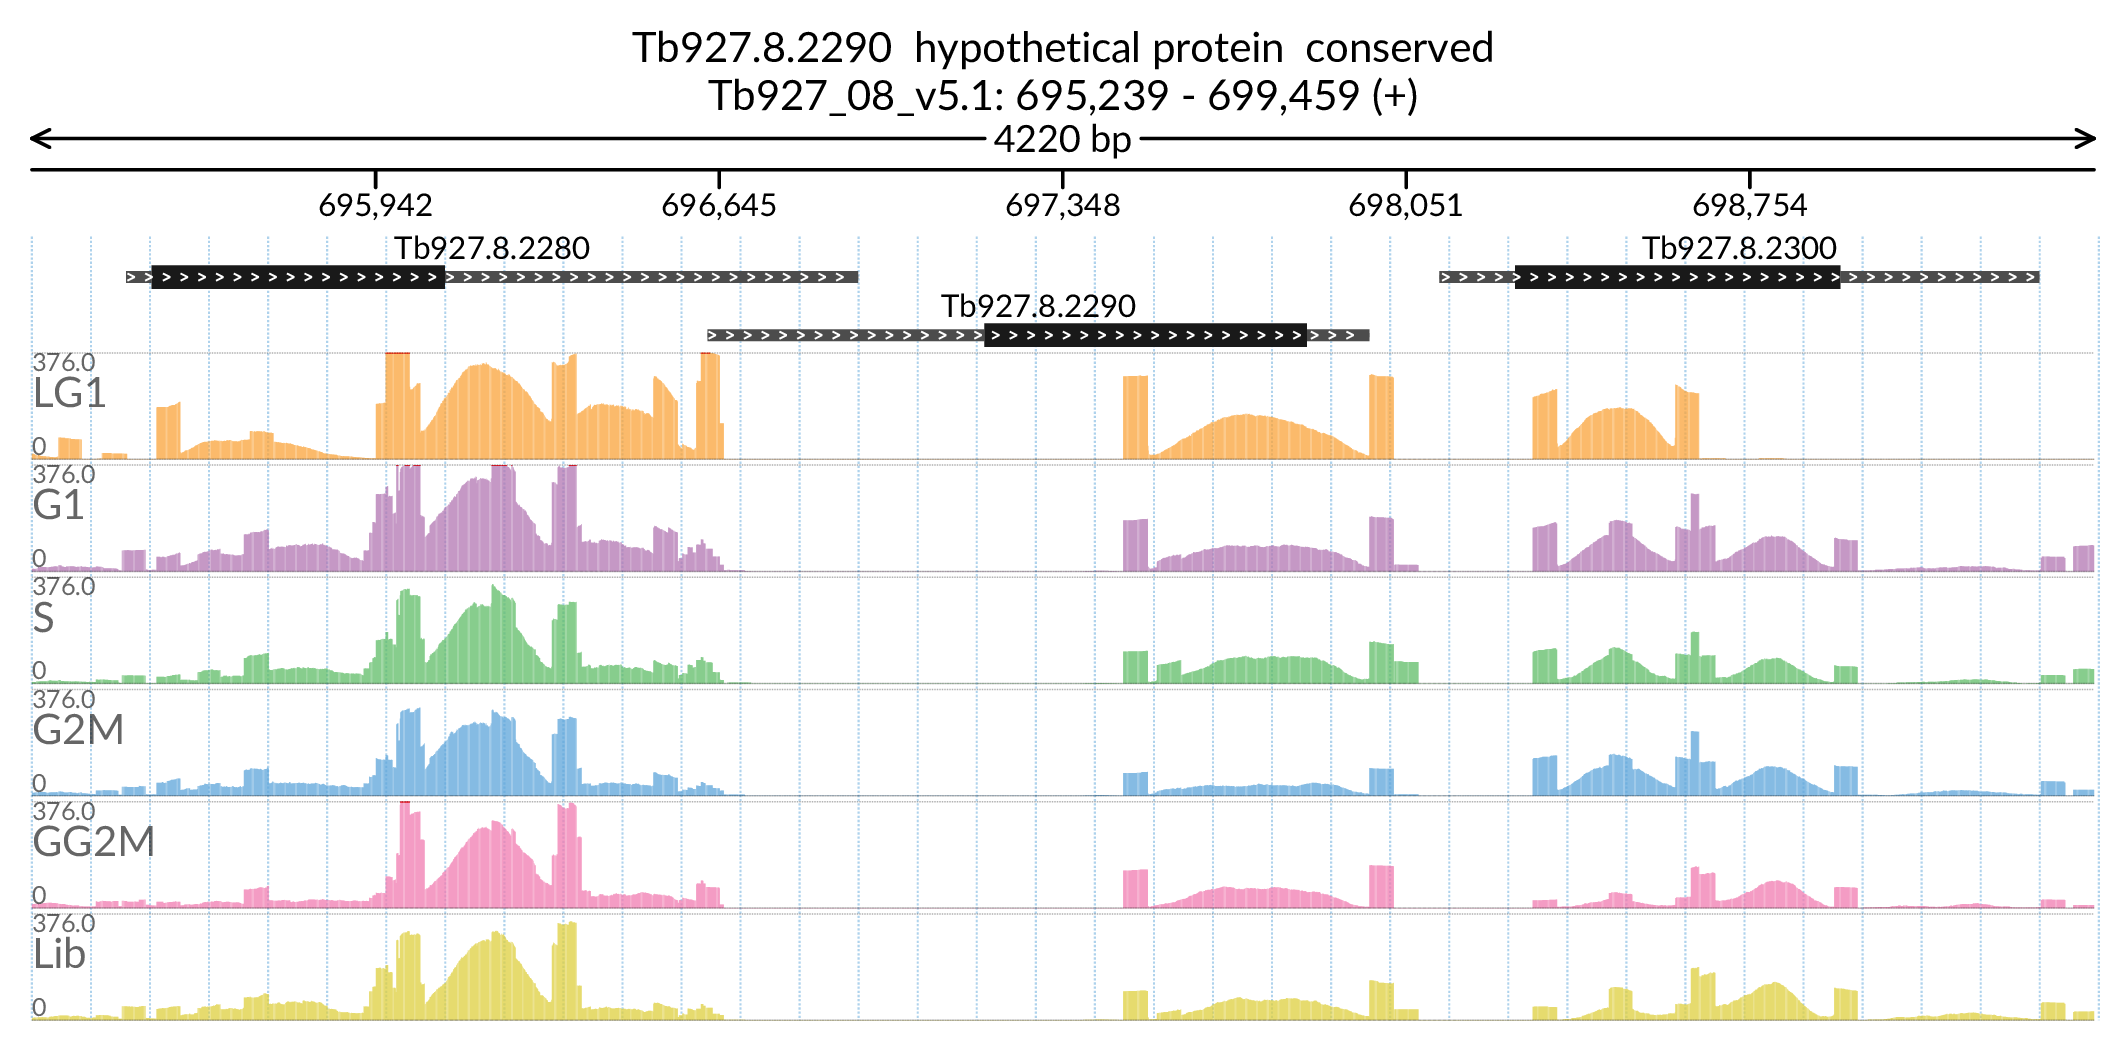 Tb927.8.2290  hypothetical protein  conserved
Tb927_08_v5.1: 695,239 - 699,459 (+)
4220 bp
695,942 696,645 697,348 698,051 698,754
Tb927.8.2280 Tb927.8.2300
Tb927.8.2290
376.0
LG1
0
376.0
G1
0
376.0
S
0
376.0
G2M
0
376.0
GG2M
0
376.0
Lib
0